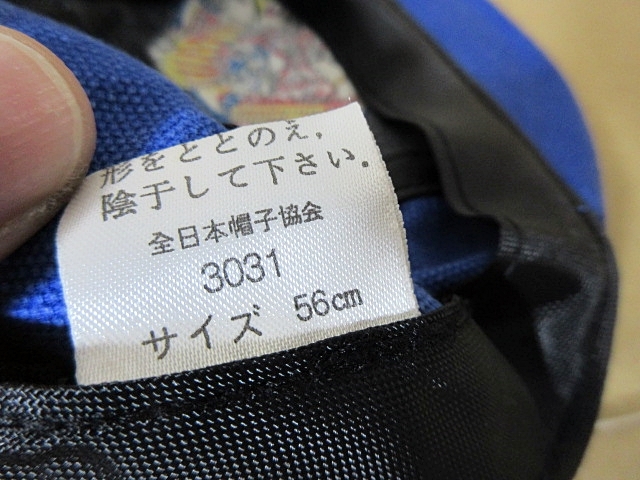 形をととのえ,
陰干して下さい.
全日本帽子協会
3031
サイズ 56cm